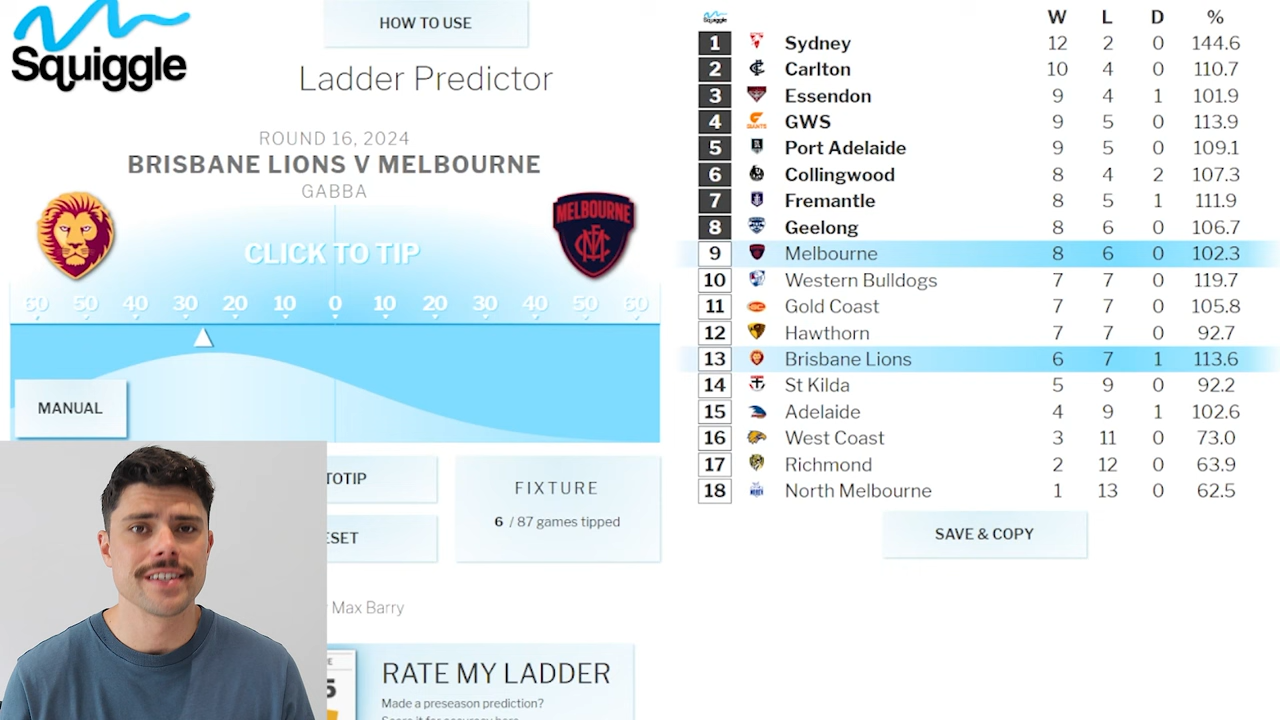 Squiggle
HOW TO USE
Ladder Predictor
ROUND 16, 2024
BRISBANE LIONS V MELBOURNE
GABBA
MELBOURNE
CLICK TO TIP
60 50 40 30 20 10 0 10 20 30 40 50 60
MANUAL
TOTIP
ESET
FIXTURE
6 / 87 games tipped
Max Barry
RATE MY LADDER
Made a preseason prediction?
Score it for accuracy here
W L D %
1 Sydney 12 2 0 144.6
2 Carlton 10 4 0 110.7
3 Essendon 9 4 1 101.9
4 GIANTS GWS 9 5 0 113.9
5 Port Adelaide 9 5 0 109.1
6 Collingwood 8 4 2 107.3
7 Fremantle 8 5 1 111.9
8 Geelong 8 6 0 106.7
9 Melbourne 8 6 0 102.3
10 Western Bulldogs 7 7 0 119.7
11 Gold Coast 7 7 0 105.8
12 Hawthorn 7 7 0 92.7
13 Brisbane Lions 6 7 1 113.6
14 St Kilda 5 9 0 92.2
15 Adelaide 4 9 1 102.6
16 West Coast 3 11 0 73.0
17 Richmond 2 12 0 63.9
18 North Melbourne 1 13 0 62.5
SAVE & COPY